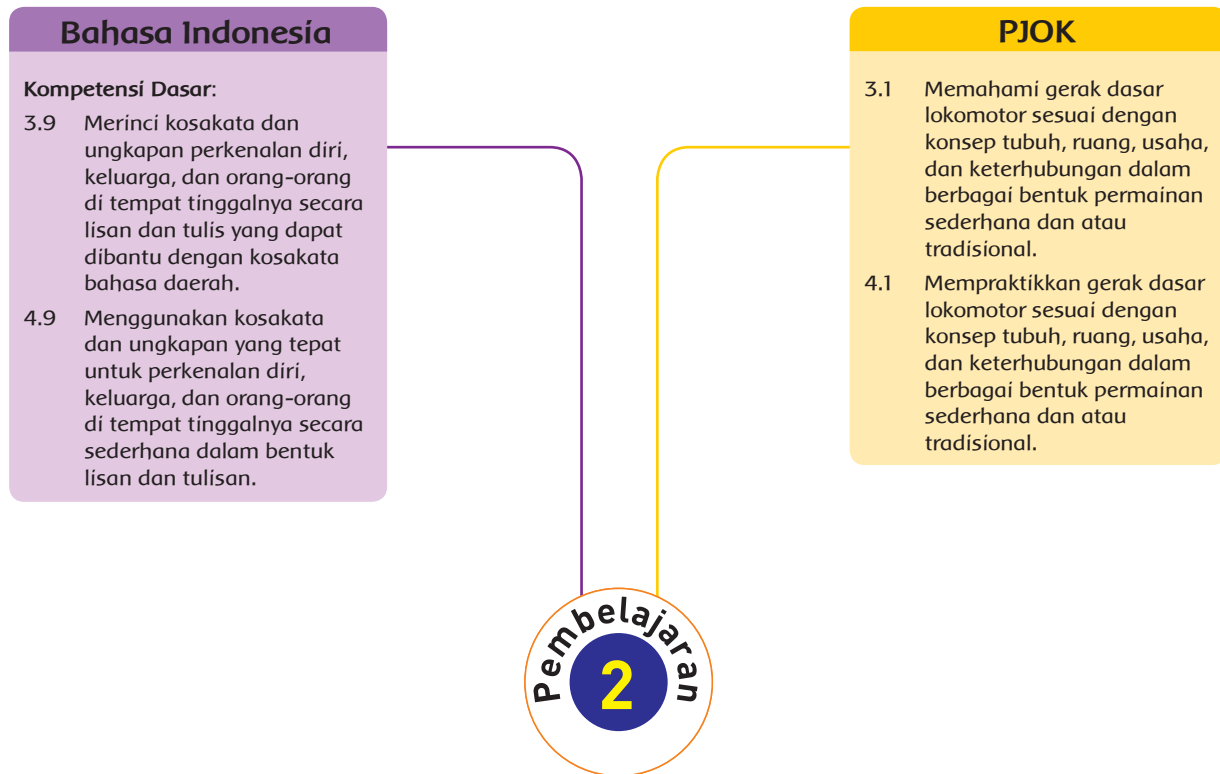 Bahasa Indonesia
Kompetensi Dasar:
3.9 Merinci kosakata dan
ungkapan perkenalan diri,
keluarga, dan orang-orang
di tempat tinggalnya secara
lisan dan tulis yang dapat
dibantu dengan kosakata
bahasa daerah.
4.9 Menggunakan kosakata
dan ungkapan yang tepat
untuk perkenalan diri,
keluarga, dan orang-orang
di tempat tinggalnya secara
sederhana dalam bentuk
lisan dan tulisan.
PJOK
3.1 Memahami gerak dasar
lokomotor sesuai dengan
konsep tubuh, ruang, usaha,
dan keterhubungan dalam
berbagai bentuk permainan
sederhana dan atau
tradisional.
4.1 Mempraktikkan gerak dasar
lokomotor sesuai dengan
konsep tubuh, ruang, usaha,
dan keterhubungan dalam
berbagai bentuk permainan
sederhana dan atau
tradisional.
Pembelajaran
2